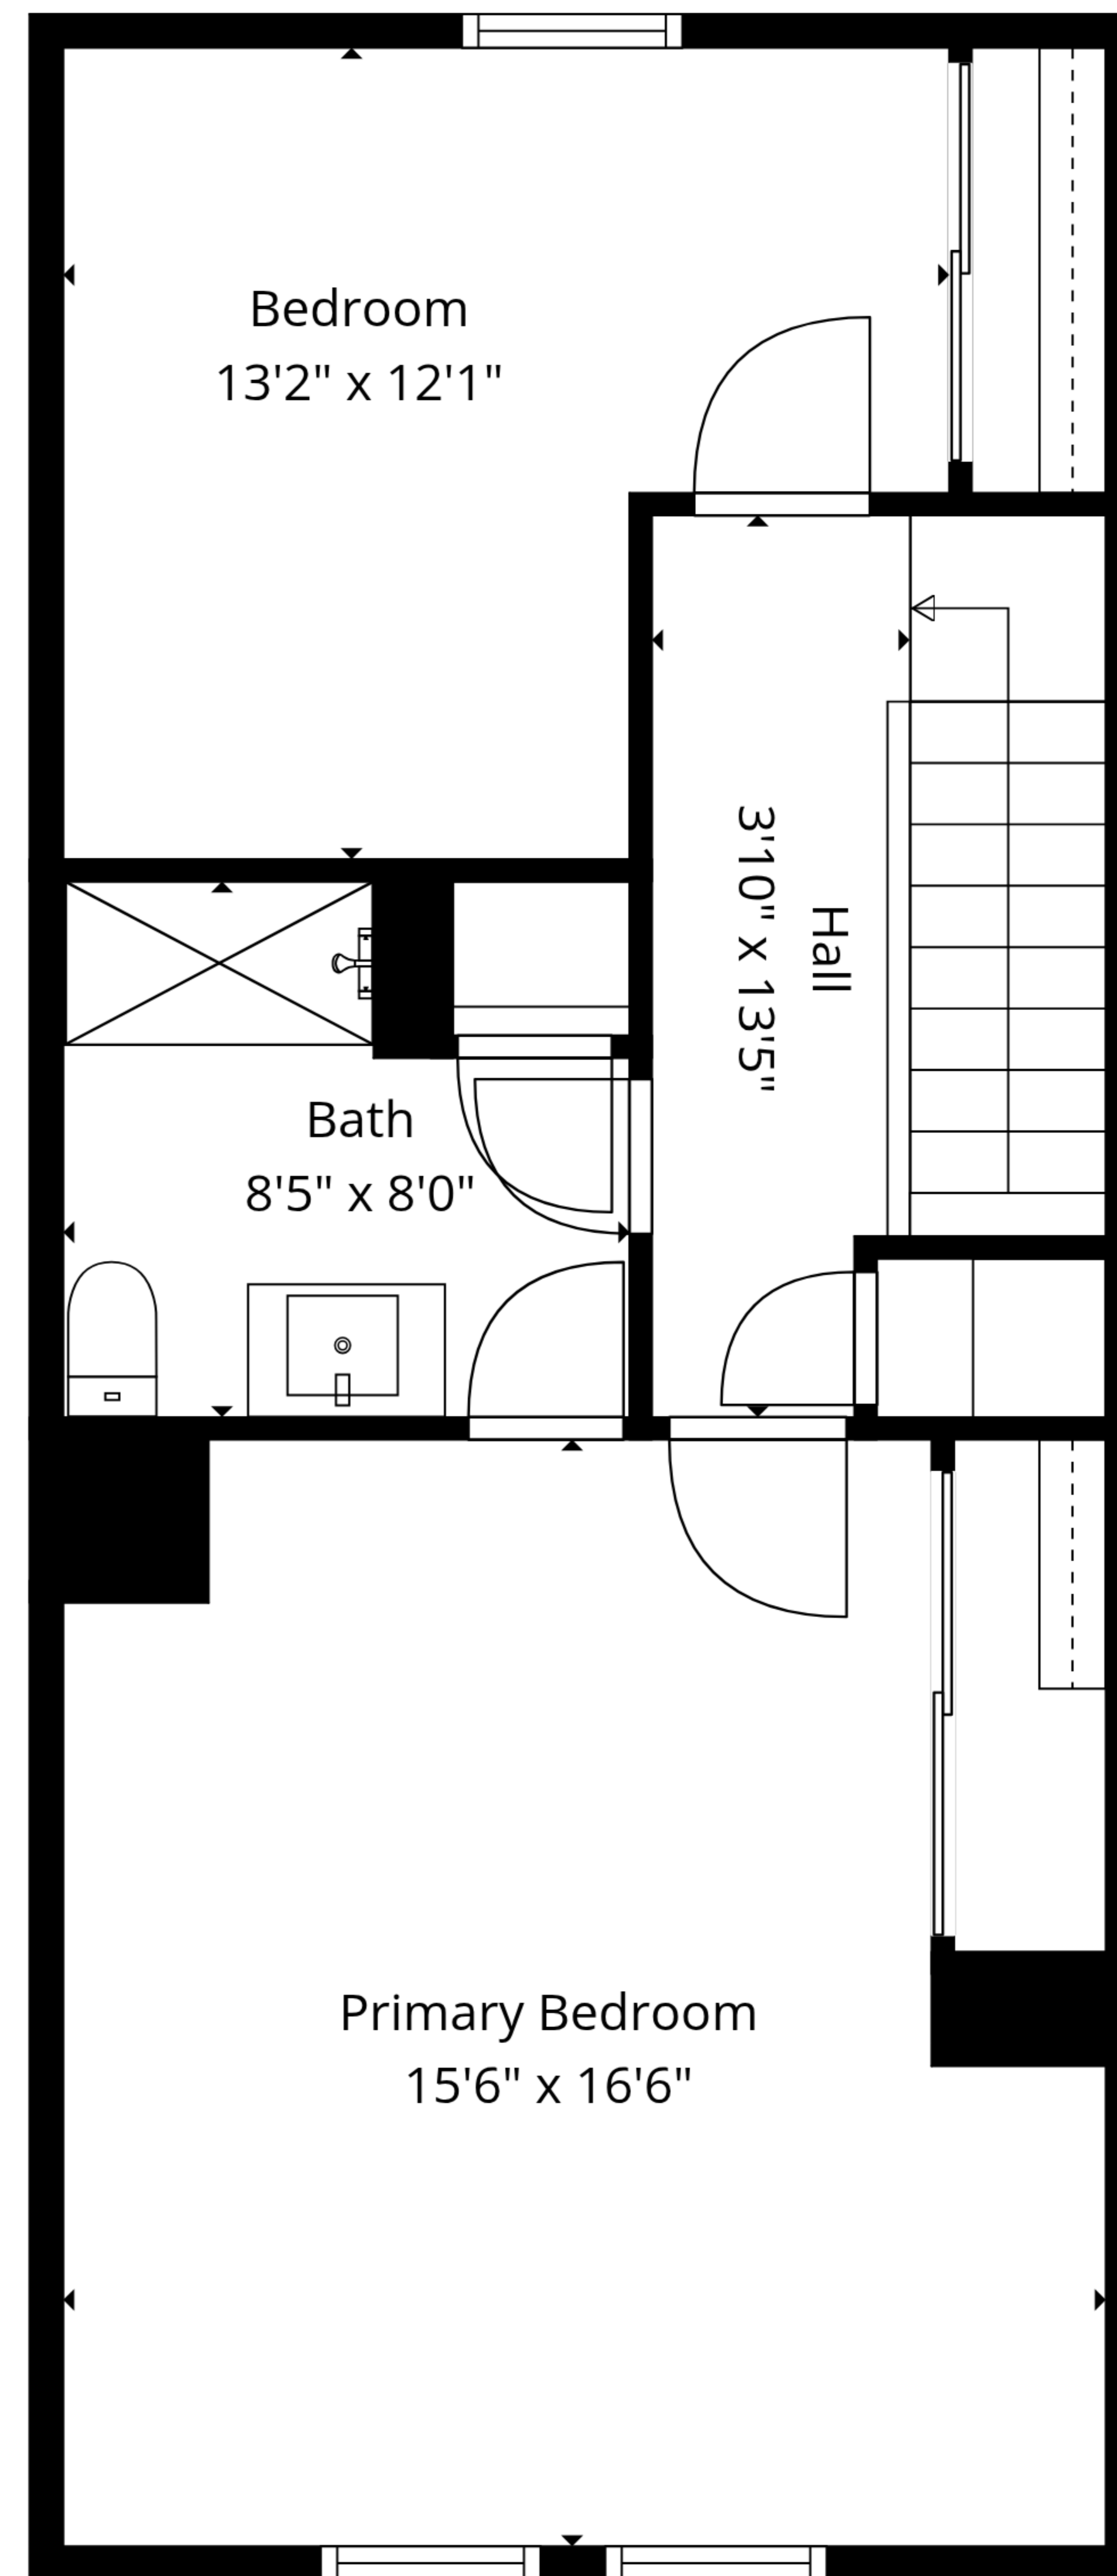 Bedroom
13'2" x 12'1"
Hall
3'10" x 13'5"
Bath
8'5" x 8'0"
Primary Bedroom
15'6" x 16'6"